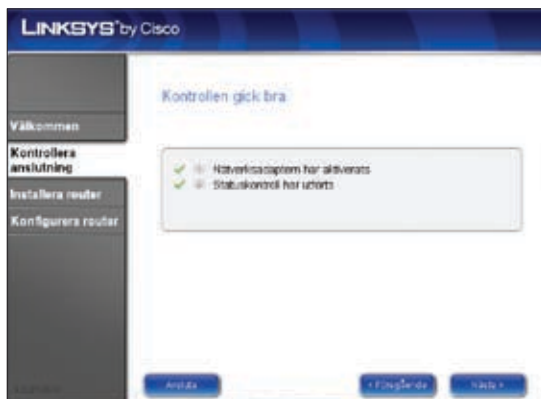 LINKSYS by Cisco
Kontrollen gick bra
Välkommen
Kontrollera
anslutning
Installera router
Konfigurera router
Nätverksadaptern har aktiverats
Statuskontroll har utförts
Avsluta
‹ Föregående
Nästa ›